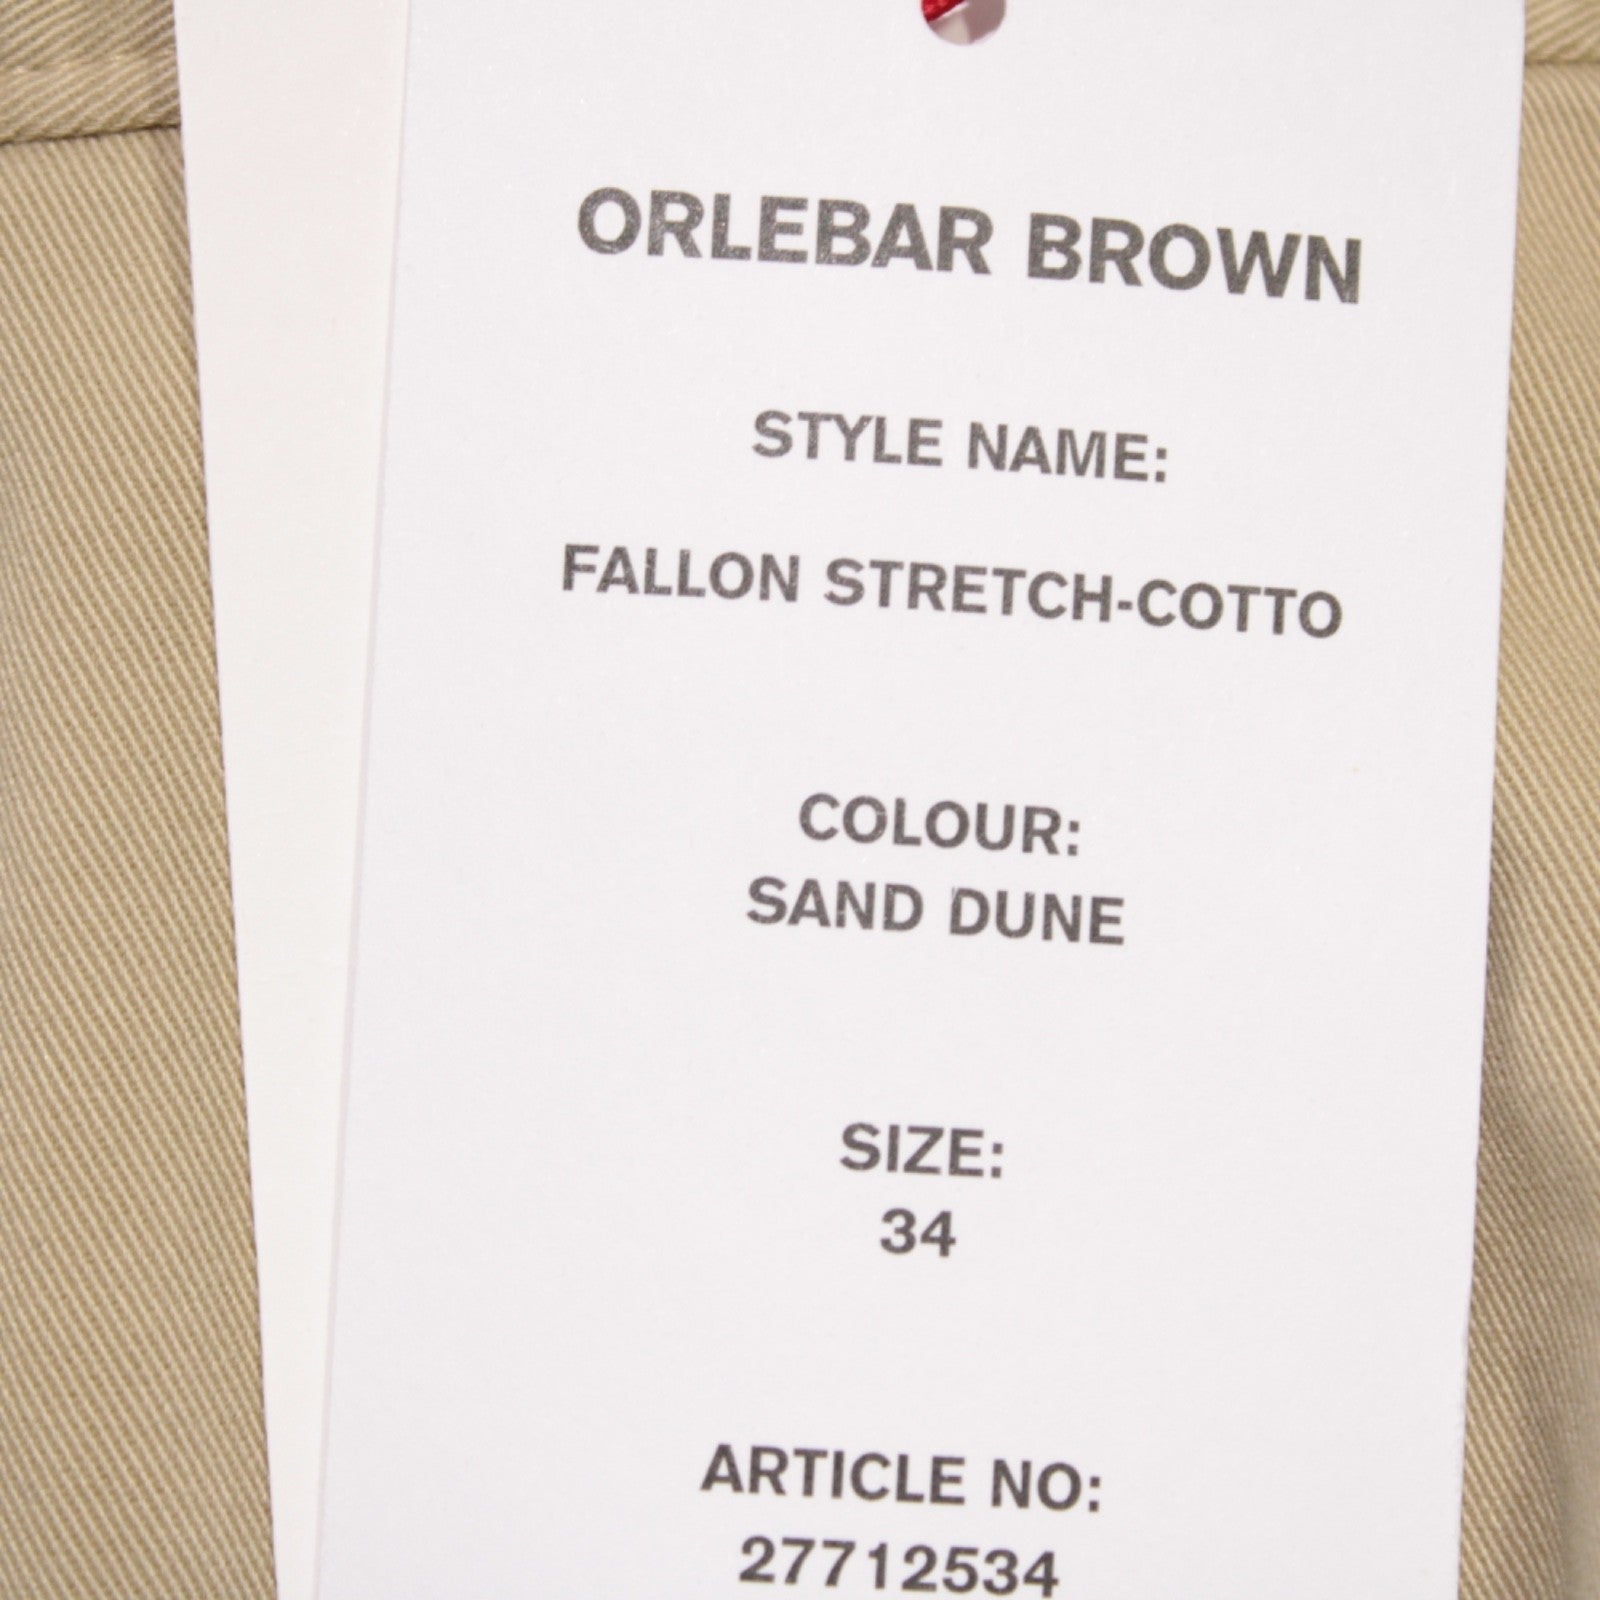 ORLEBAR BROWN
STYLE NAME:
FALLON STRETCH-COTTO
COLOUR:
SAND DUNE
SIZE:
34
ARTICLE NO:
27712534